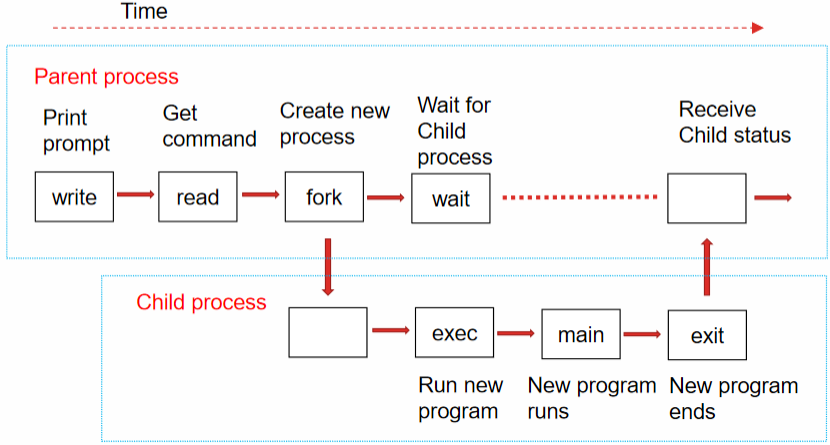 Time
Parent process
Print
prompt
Get
command
Create new
process
Wait for
Child
process
Receive
Child status
write
read
fork
wait
Child process
exec
main
exit
Run new
program
New program
runs
New program
ends